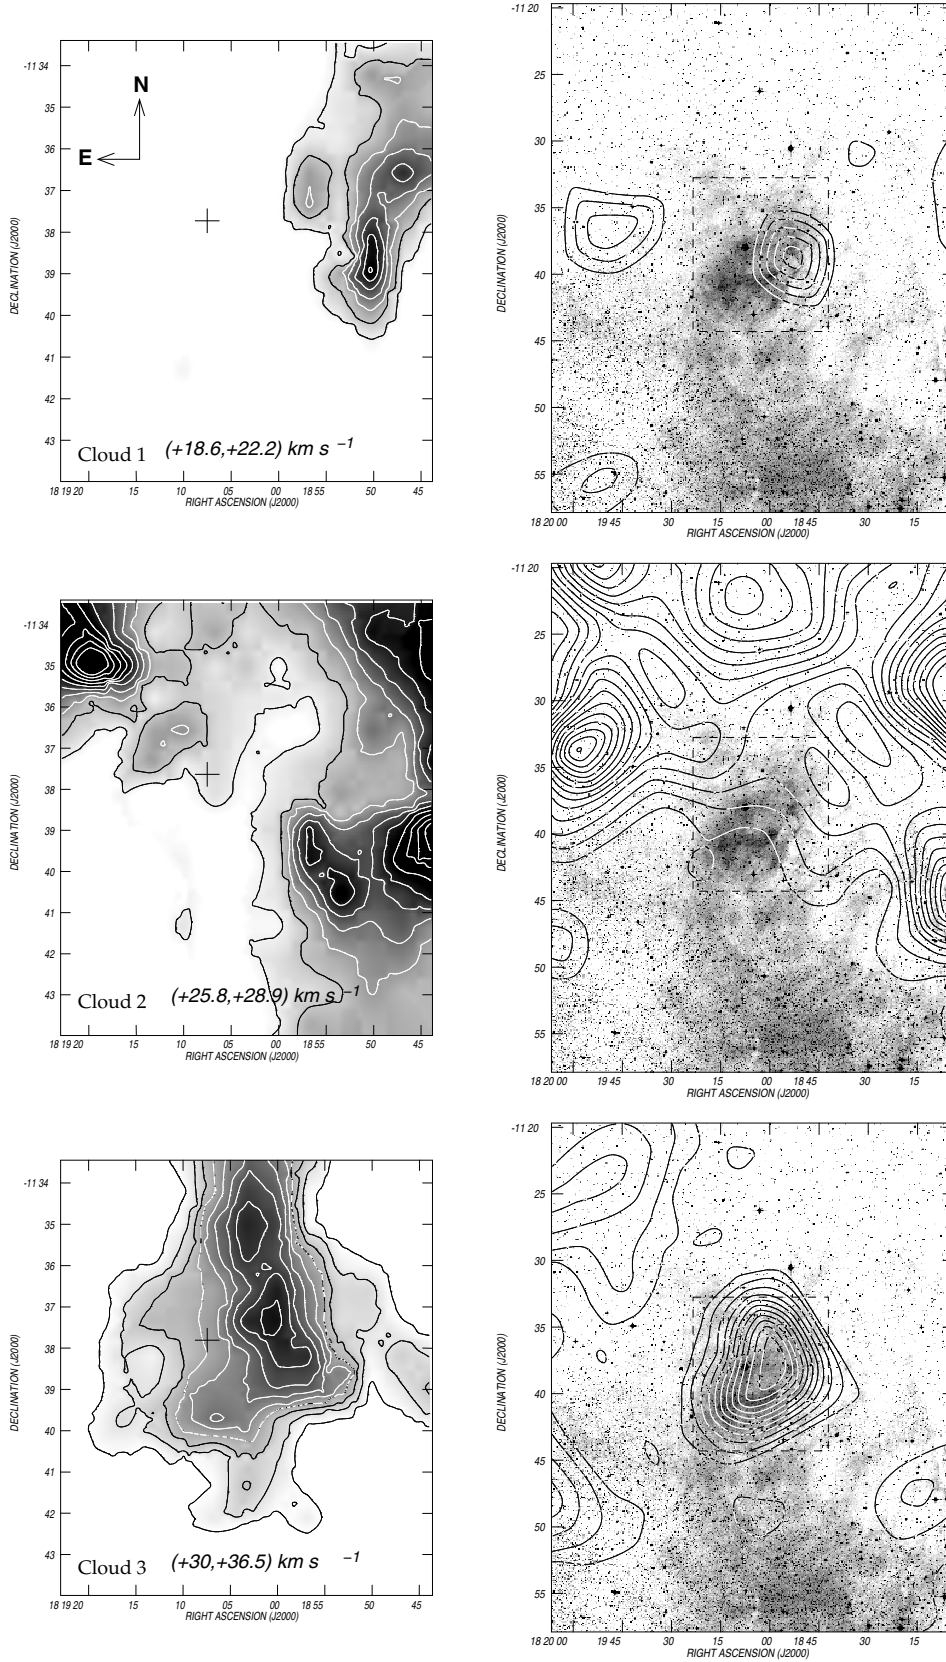 -11 34
35
36
37
38
39
40
41
42
43
N
E
DECLINATION (J2000)
Cloud 1 (+18.6,+22.2) km s −1
18 19 20 15 10 05 00 18 55 50 45
RIGHT ASCENSION (J2000)
-11 20
25
30
35
40
45
50
55
DECLINATION (J2000)
18 20 00 19 45 30 15 00 18 45 30 15
RIGHT ASCENSION (J2000)
-11 34
35
36
37
38
39
40
41
42
43
DECLINATION (J2000)
Cloud 2 (+25.8,+28.9) km s −1
18 19 20 15 10 05 00 18 55 50 45
RIGHT ASCENSION (J2000)
-11 20
25
30
35
40
45
50
55
DECLINATION (J2000)
18 20 00 19 45 30 15 00 18 45 30 15
RIGHT ASCENSION (J2000)
-11 34
35
36
37
38
39
40
41
42
43
DECLINATION (J2000)
Cloud 3 (+30,+36.5) km s −1
18 19 20 15 10 05 00 18 55 50 45
RIGHT ASCENSION (J2000)
-11 20
25
30
35
40
45
50
55
DECLINATION (J2000)
18 20 00 19 45 30 15 00 18 45 30 15
RIGHT ASCENSION (J2000)